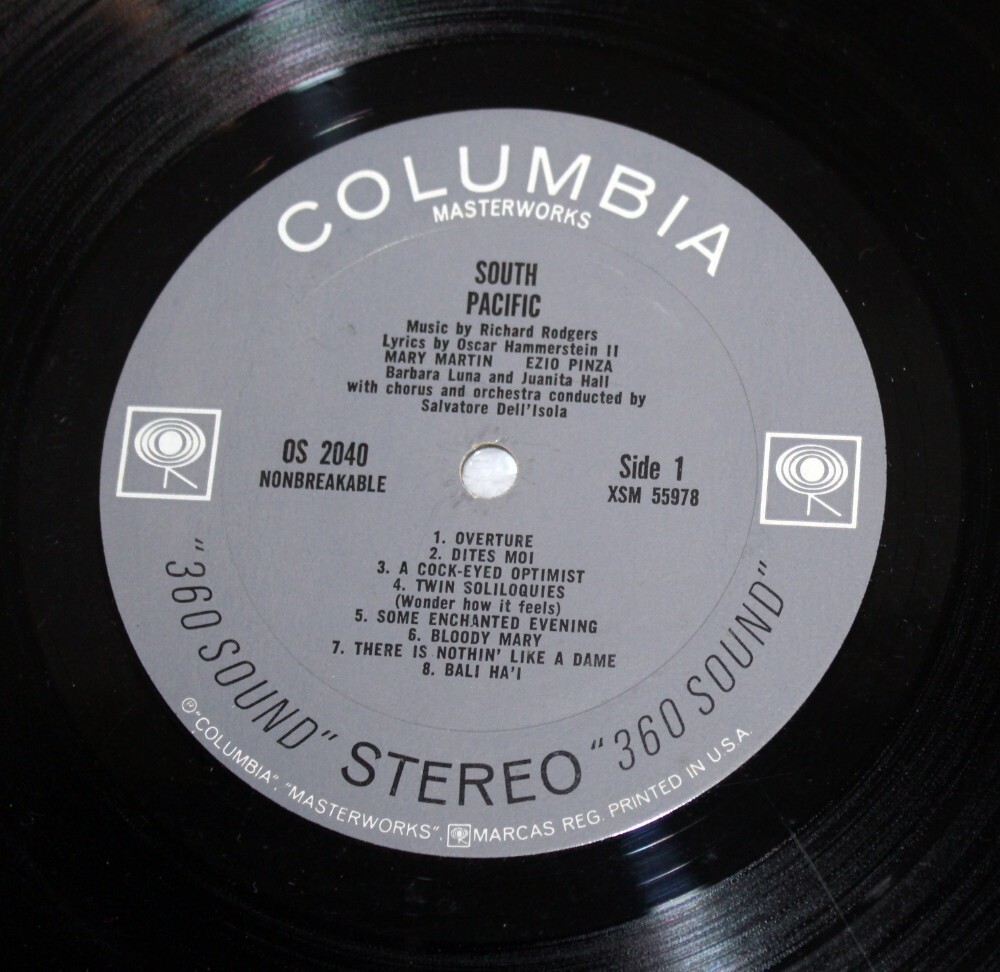 COLUMBIA
MASTERWORKS
SOUTH
PACIFIC
Music by Richard Rodgers
Lyrics by Oscar Hammerstein II
MARY MARTIN EZIO PINZA
Barbara Luna and Juanita Hall
with chorus and orchestra conducted by
Salvatore Dell'Isola
OS 2040
NONBREAKABLE
Side 1
XSM 55978
1. OVERTURE
2. DITES MOI
3. A COCK-EYED OPTIMIST
4. TWIN SOLILOQUIES
(Wonder how it feels)
5. SOME ENCHANTED EVENING
6. BLOODY MARY
7. THERE IS NOTHIN' LIKE A DAME
8. BALI HA'I
"360 SOUND" STEREO "360 SOUND"
® "COLUMBIA", "MASTERWORKS", MARCAS REG. PRINTED IN U.S.A.